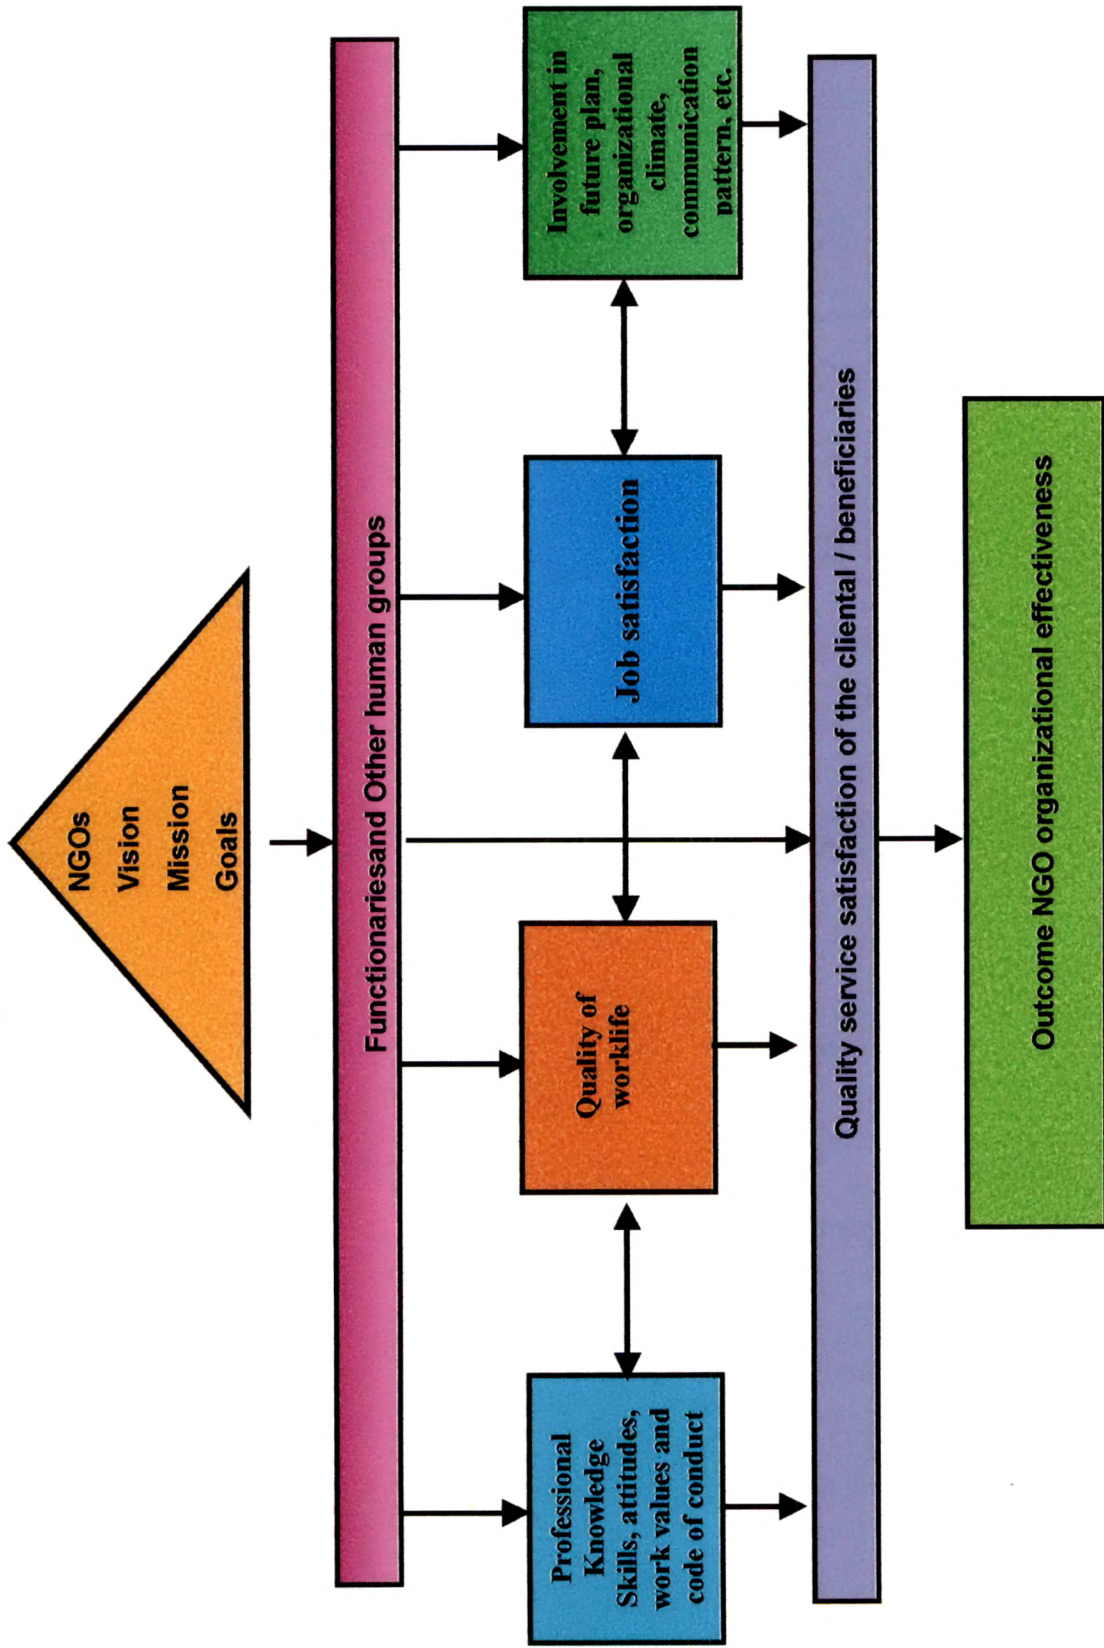 NGOs
Vision
Mission
Goals
Functionariesand Other human groups
Professional
Knowledge
Skills, attitudes,
work values and
code of conduct
Quality of
worklife
Job satisfaction
Involvement in
future plan,
organizational
climate,
communication
pattern, etc.
Quality service satisfaction of the cliental / beneficiaries
Outcome NGO organizational effectiveness